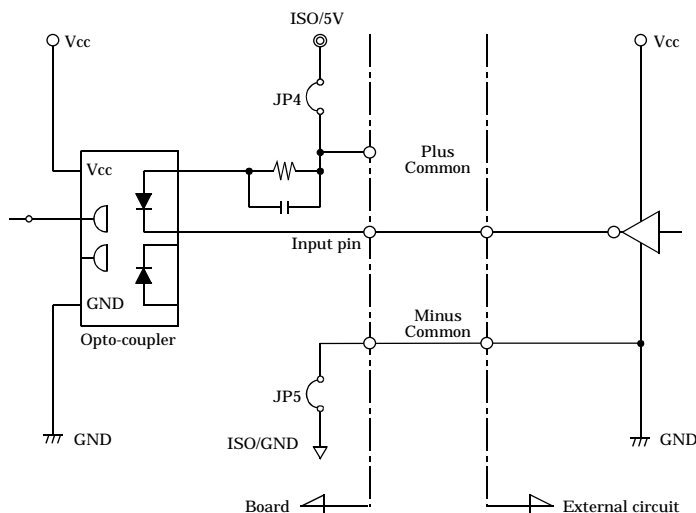 ISO/5V
Vcc
Vcc
JP4
Plus
Common
Vcc
Input pin
GND
Minus
Common
Opto-coupler
JP5
GND
ISO/GND
GND
Board
External circuit